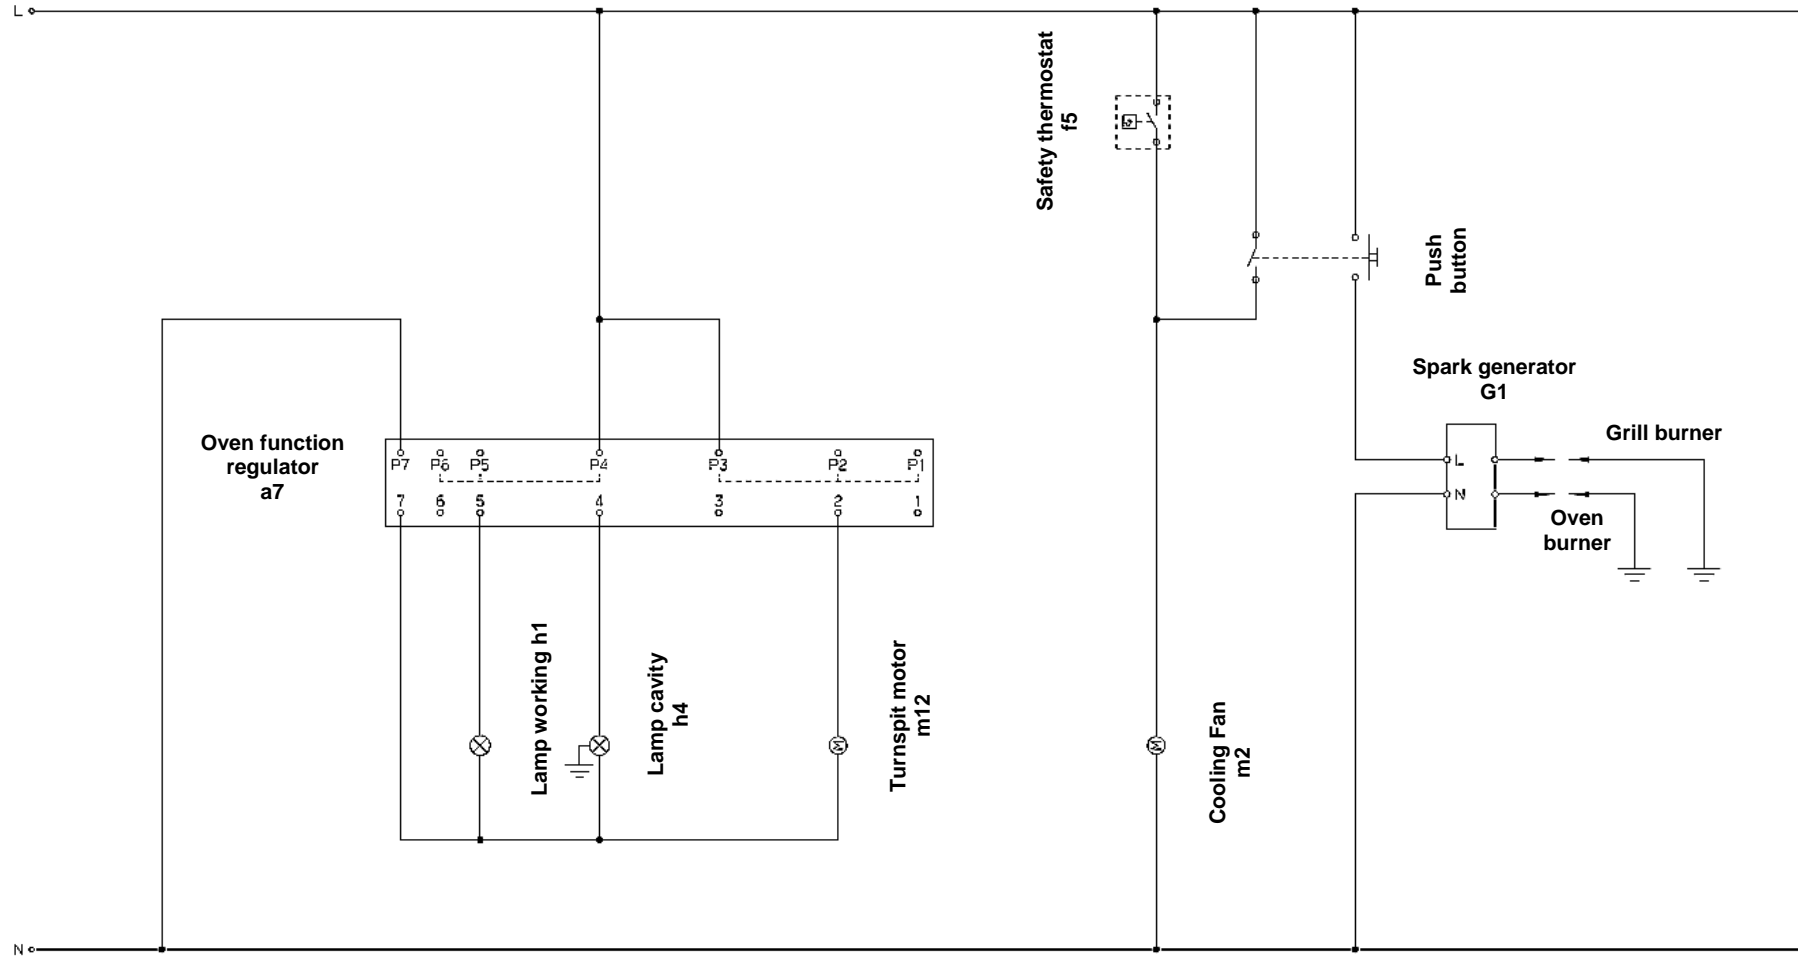 L
Safety thermostat
f5
Push
button
Spark generator
G1
Grill burner
Oven function
regulator
a7
P7 P6 P5 P4 P3 P2 P1
7 6 5 4 3 2 1
L
N
Oven
burner
Lamp working h1
Lamp cavity
h4
Turnspit motor
m12
Cooling Fan
m2
M
M
N